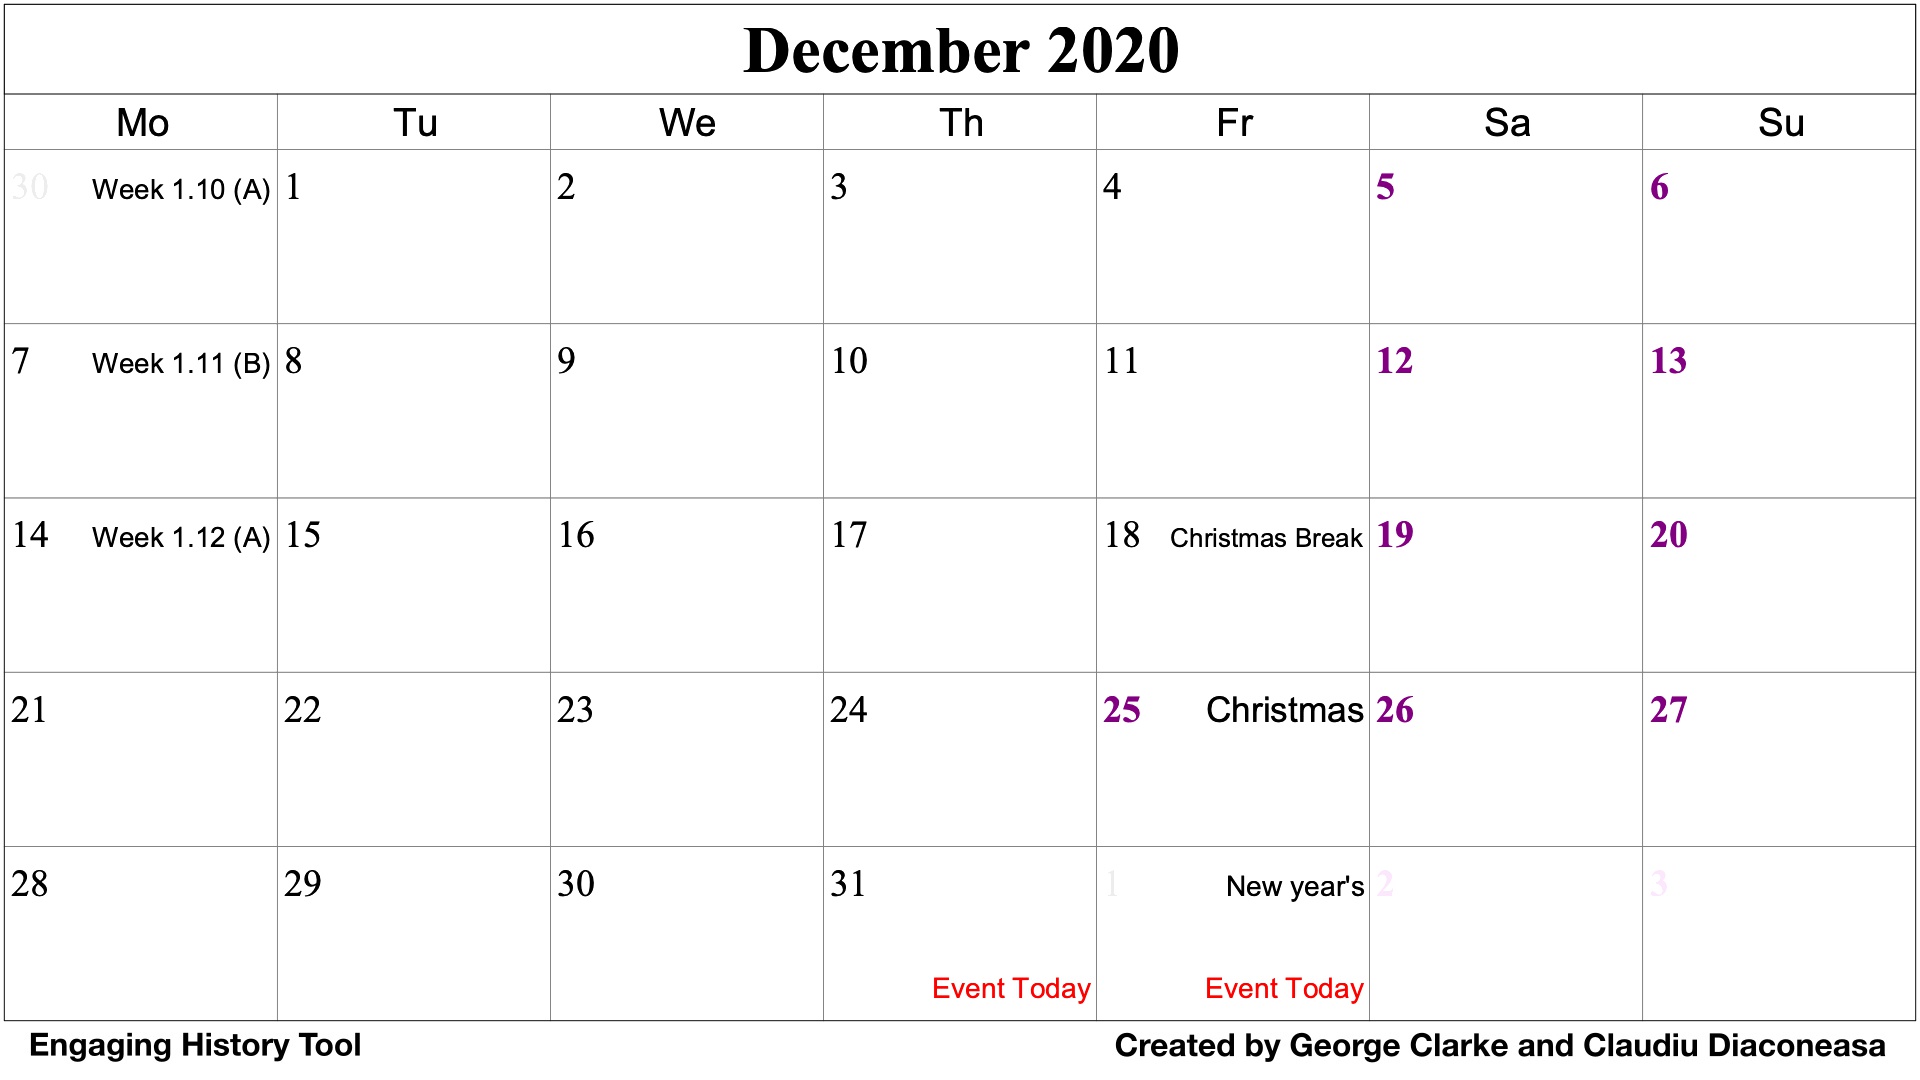 December 2020
Mo Tu We Th Fr Sa Su
30 Week 1.10 (A) 1 2 3 4 5 6
7 Week 1.11 (B) 8 9 10 11 12 13
14 Week 1.12 (A) 15 16 17 18 Christmas Break 19 20
21 22 23 24 25 Christmas 26 27
28 29 30 31 1 New year's 2 3
Event Today Event Today
Engaging History Tool Created by George Clarke and Claudiu Diaconeasa